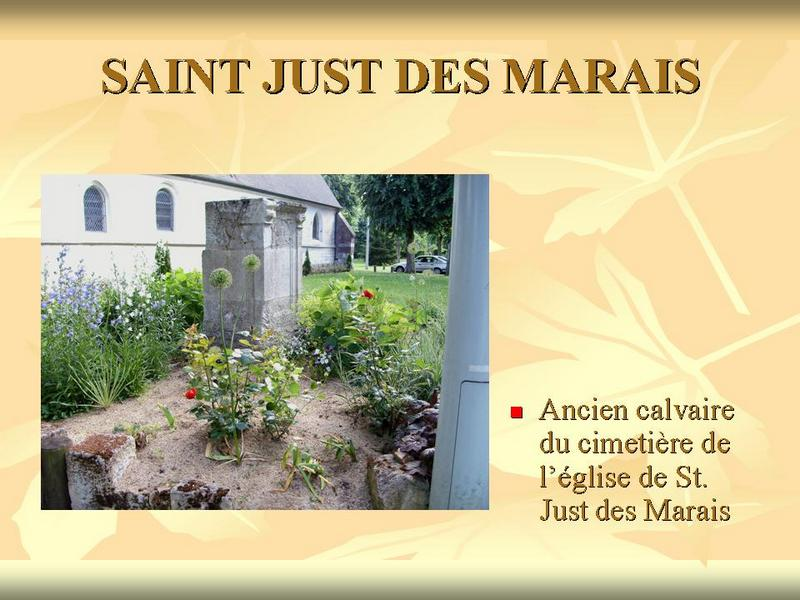 SAINT JUST DES MARAIS
Ancien calvaire
du cimetière de
l’église de St.
Just des Marais